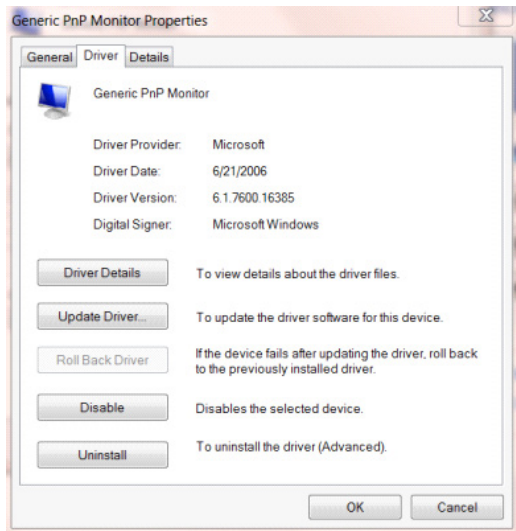 Generic PnP Monitor Properties
General Driver Details
Generic PnP Monitor
Driver Provider: Microsoft
Driver Date: 6/21/2006
Driver Version: 6.1.7600.16385
Digital Signer: Microsoft Windows
Driver Details To view details about the driver files.
Update Driver... To update the driver software for this device.
Roll Back Driver If the device fails after updating the driver, roll back
to the previously installed driver.
Disable Disables the selected device.
Uninstall To uninstall the driver (Advanced).
OK Cancel